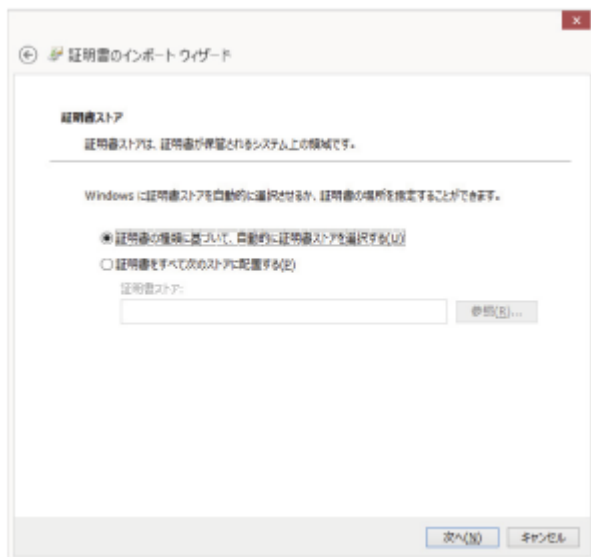 証明書のインポート ウィザード
証明書ストア
証明書ストアは、証明書が保管されるシステム上の領域です。
Windows に証明書ストアを自動的に選択させるか、証明書の場所を指定することができます。
証明書の種類に基づいて、自動的に証明書ストアを選択する(U)
証明書をすべて次のストアに配置する(P)
証明書ストア:
参照(R)...
次へ(N) キャンセル